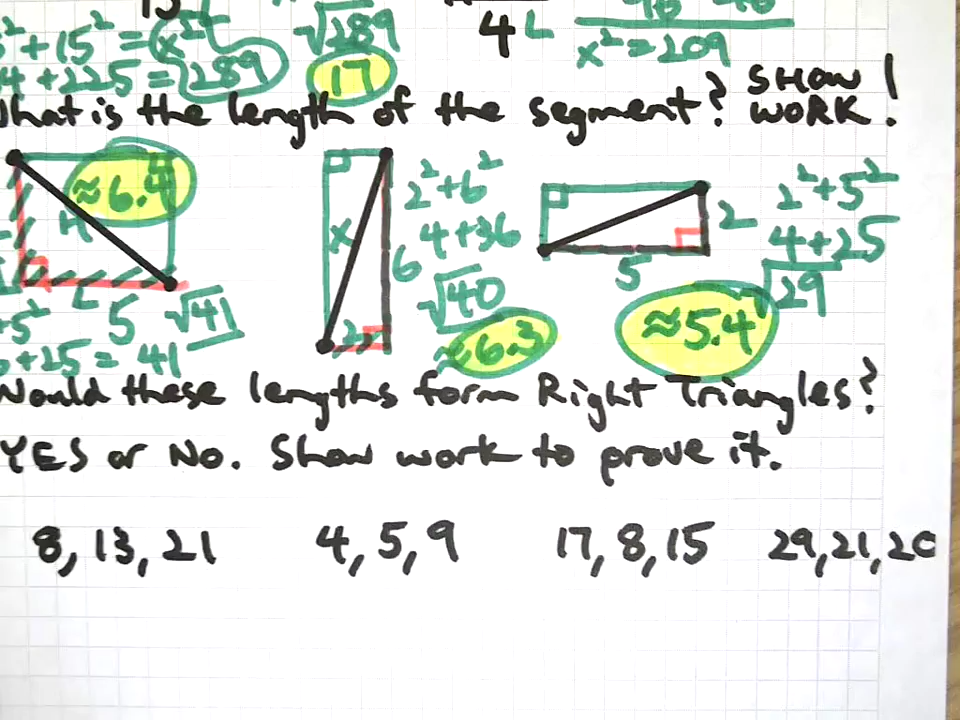 ²+15²=x² √289 4 L
4+225=289 17 x²=209
What is the length of the segment? SHOW WORK!
≈6.4 2²+6² 2²+5²
x 4+36 2 4+25
6 5 √29
5 √41 √40 ≈5.4
+5² 2 ≈6.3
+25=41
Would these lengths form Right Triangles?
YES or No. Show work to prove it.
8, 13, 21 4, 5, 9 17, 8, 15 29, 21, 20